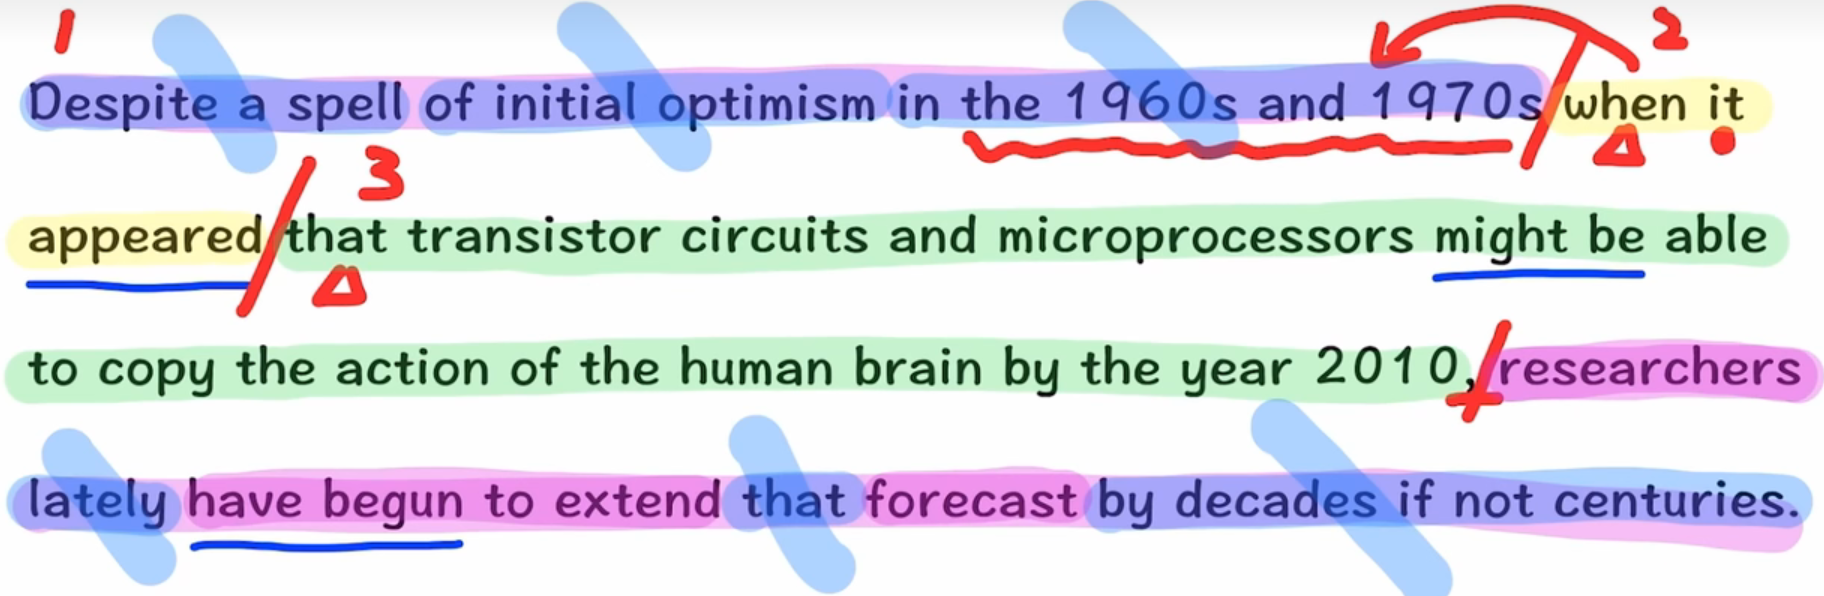 1 2
Despite a spell of initial optimism in the 1960s and 1970s when it
3
appeared that transistor circuits and microprocessors might be able
to copy the action of the human brain by the year 2010, researchers
lately have begun to extend that forecast by decades if not centuries.